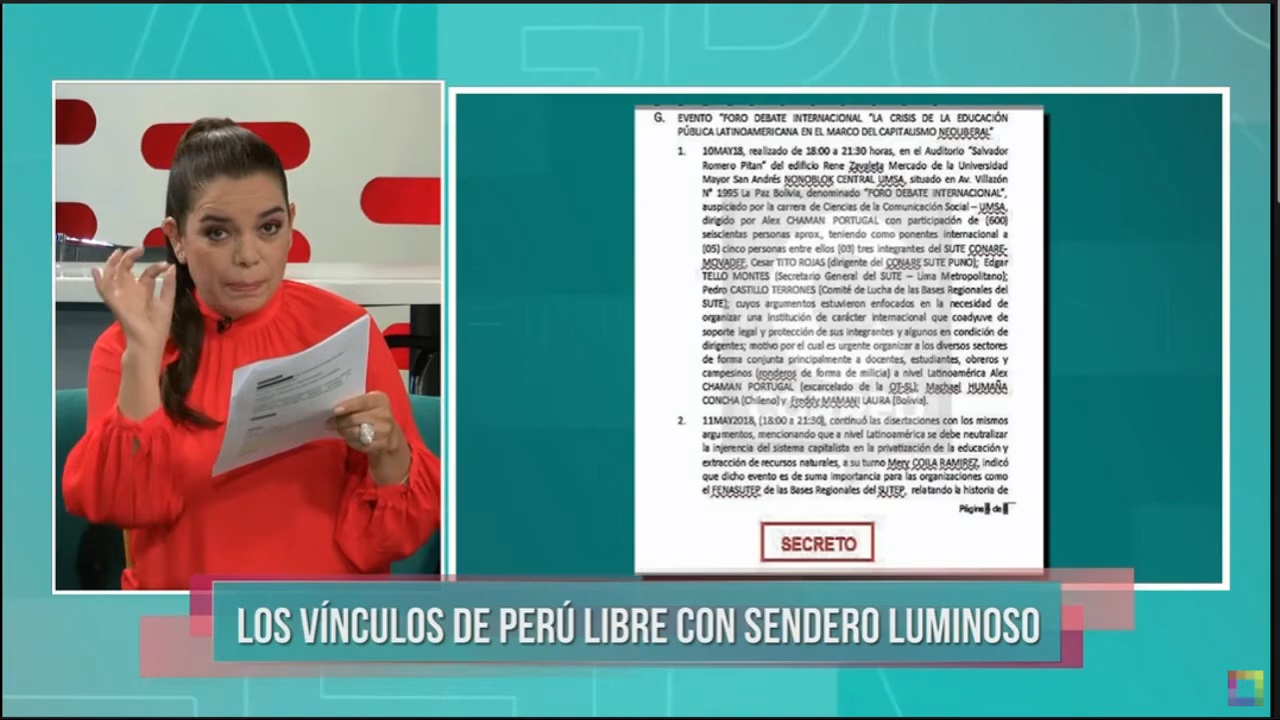 G. EVENTO "FORO DEBATE INTERNACIONAL "LA CRISIS DE LA EDUCACIÓN
PÚBLICA LATINOAMERICANA EN EL MARCO DEL CAPITALISMO NEOLIBERAL"
1. 10MAY18, realizado de 18:00 a 21:30 horas, en el Auditorio "Salvador
Romero Pitan" del edificio Rene Zavaleta Mercado de la Universidad
Mayor San Andrés NONOBLOK CENTRAL UMSA, situado en Av. Villazón
N° 1995 La Paz Bolivia, denominado "FORO DEBATE INTERNACIONAL",
auspiciado por la carrera de Ciencias de la Comunicación Social – UMSA,
dirigido por Alex CHAMAN PORTUGAL con participación de (600)
seiscientas personas aprox., teniendo como ponentes internacional a
(05) cinco personas entre ellos (03) tres integrantes del SUTE CONARE-
MOVADEF, Cesar TITO ROJAS (dirigente del CONARE SUTE PUNO); Edgar
TELLO MONTES (Secretario General del SUTE – Lima Metropolitano);
Pedro CASTILLO TERRONES (Comité de Lucha de las Bases Regionales del
SUTE); cuyos argumentos estuvieron enfocados en la necesidad de
organizar una institución de carácter internacional que coadyuve de
soporte legal y protección de sus integrantes y algunos en condición de
dirigentes; motivo por el cual es urgente organizar a los diversos sectores
de forma conjunta principalmente a docentes, estudiantes, obreros y
campesinos (ronderos de forma de milicia) a nivel Latinoamérica Alex
CHAMAN PORTUGAL (excarcelado de la OT-SL); Machael HUMAÑA
CONCHA (Chileno) y Freddy MAMANI LAURA (Bolivia).
2. 11MAY2018, (18:00 a 21:30), continuó las disertaciones con los mismos
argumentos, mencionando que a nivel Latinoamérica se debe neutralizar
la injerencia del sistema capitalista en la privatización de la educación y
extracción de recursos naturales, a su turno Mery COILA RAMIREZ, indicó
que dicho evento es de suma importancia para las organizaciones como
el FENASUTEP de las Bases Regionales del SUTEP, relatando la historia de
Página de
SECRETO
LOS VÍNCULOS DE PERÚ LIBRE CON SENDERO LUMINOSO